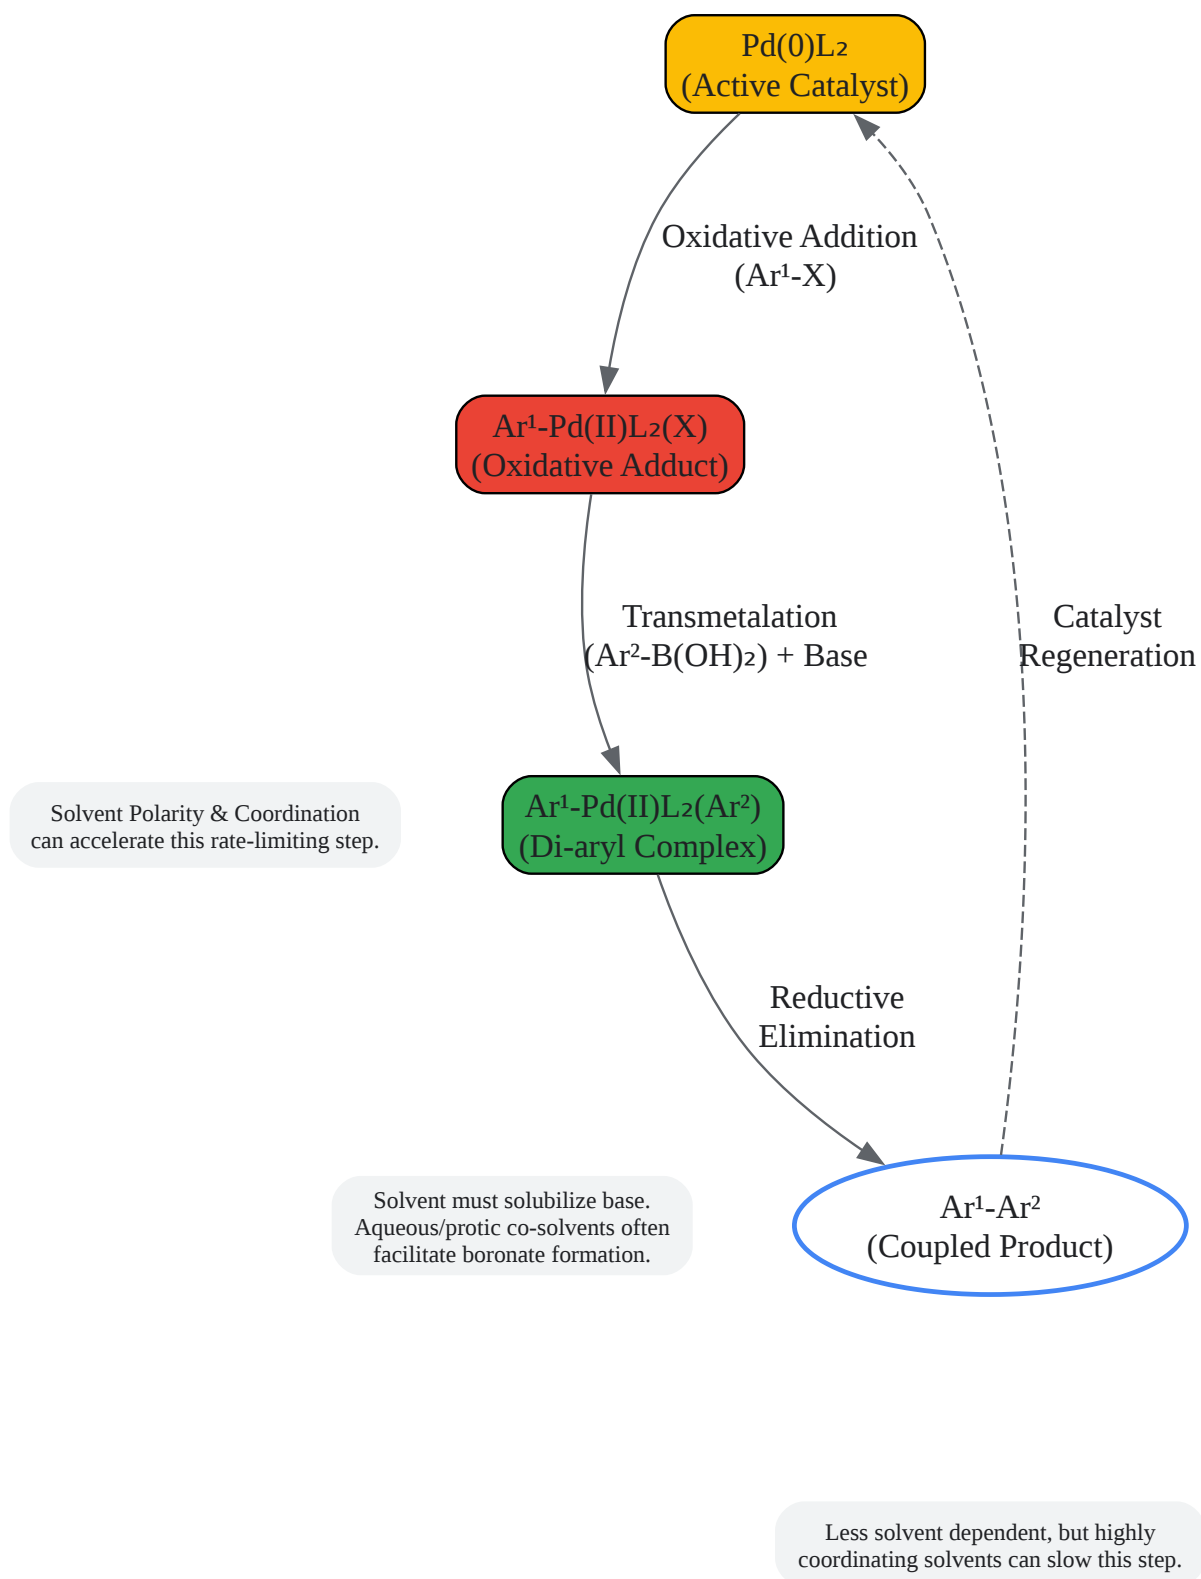 Pd(0)L₂
(Active Catalyst)
Oxidative Addition
(Ar¹-X)
Ar¹-Pd(II)L₂(X)
(Oxidative Adduct)
Transmetalation
(Ar²-B(OH)₂) + Base
Catalyst
Regeneration
Solvent Polarity & Coordination
can accelerate this rate-limiting step.
Ar¹-Pd(II)L₂(Ar²)
(Di-aryl Complex)
Reductive
Elimination
Solvent must solubilize base.
Aqueous/protic co-solvents often
facilitate boronate formation.
Ar¹-Ar²
(Coupled Product)
Less solvent dependent, but highly
coordinating solvents can slow this step.